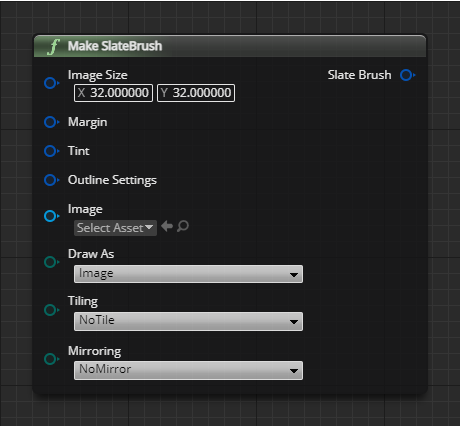 f Make SlateBrush
Image Size
Slate Brush
X 32.000000 Y 32.000000
Margin
Tint
Outline Settings
Image
Select Asset
Draw As
Image
Tiling
NoTile
Mirroring
NoMirror